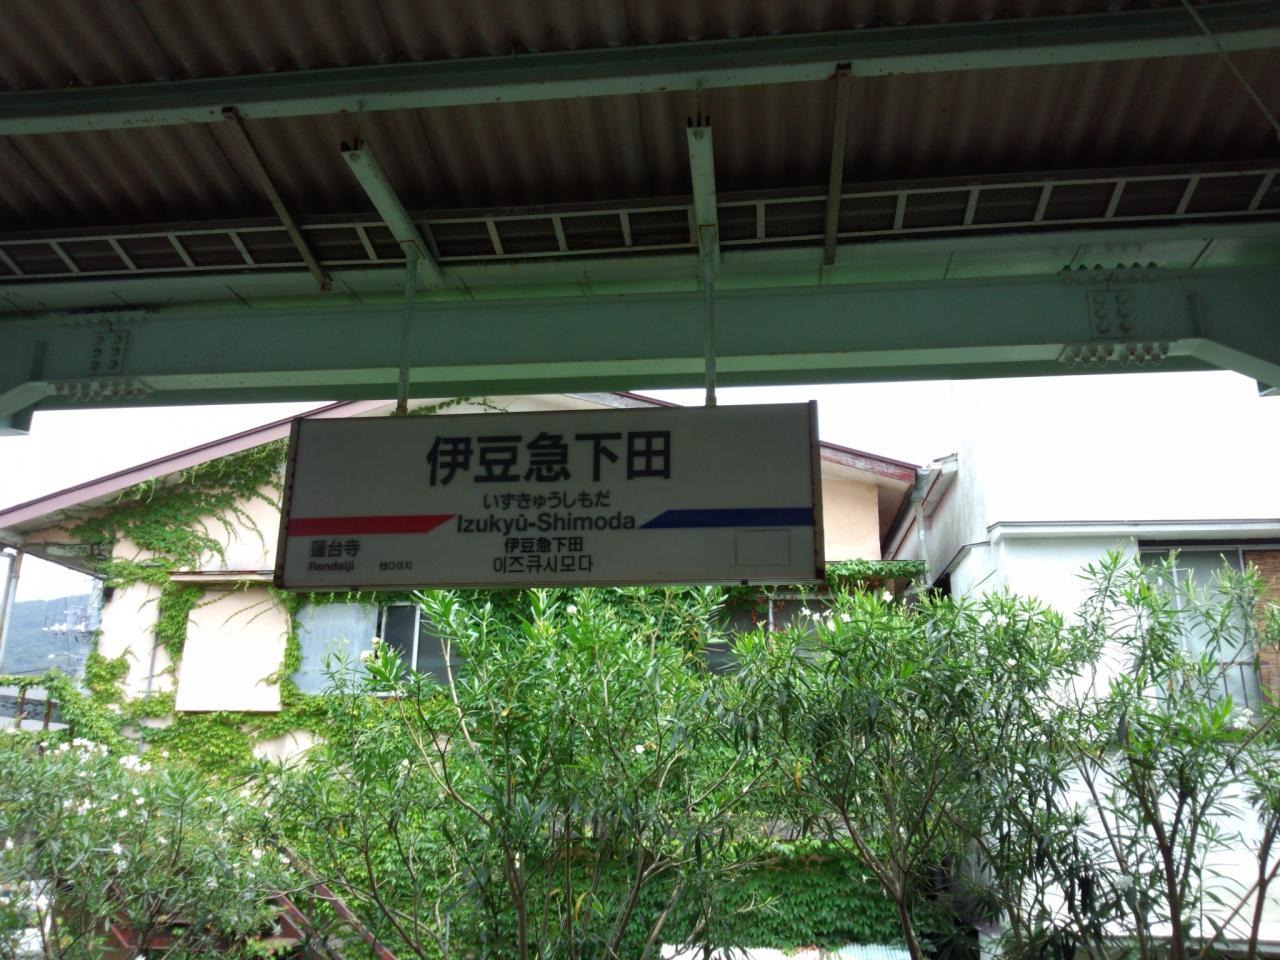 伊豆急下田
いずきゅうしもだ
Izukyū-Shimoda
伊豆急下田
이즈큐시모다
蓮台寺
Rendaiji
렌다이지